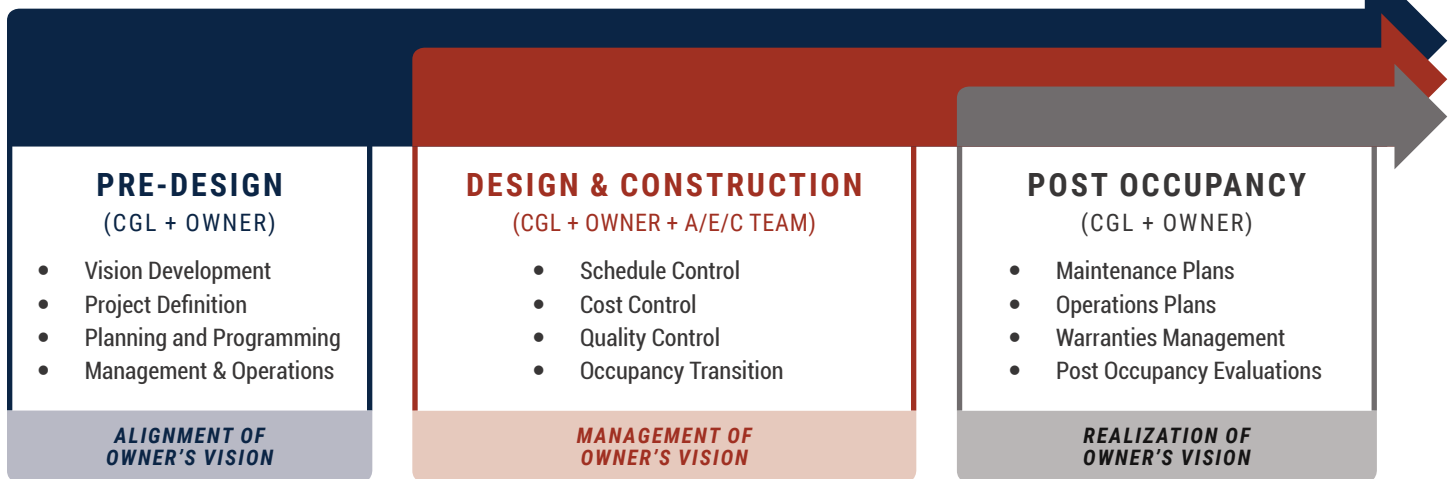 PRE-DESIGN
(CGL + OWNER)
• Vision Development
• Project Definition
• Planning and Programming
• Management & Operations
ALIGNMENT OF
OWNER'S VISION
DESIGN & CONSTRUCTION
(CGL + OWNER + A/E/C TEAM)
• Schedule Control
• Cost Control
• Quality Control
• Occupancy Transition
MANAGEMENT OF
OWNER'S VISION
POST OCCUPANCY
(CGL + OWNER)
• Maintenance Plans
• Operations Plans
• Warranties Management
• Post Occupancy Evaluations
REALIZATION OF
OWNER'S VISION